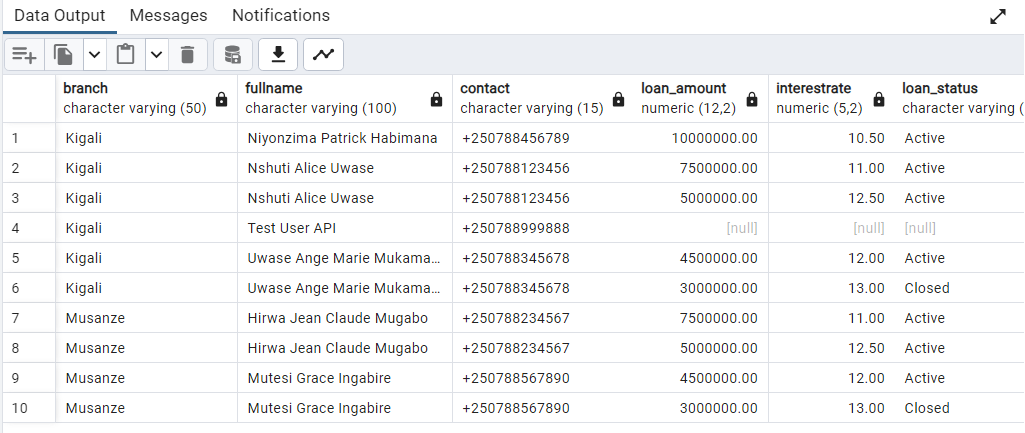 Data Output Messages Notifications
branch fullname contact loan_amount interestrate loan_status
character varying (50) character varying (100) character varying (15) numeric (12,2) numeric (5,2) character varying (
1 Kigali Niyonzima Patrick Habimana +250788456789 10000000.00 10.50 Active
2 Kigali Nshuti Alice Uwase +250788123456 7500000.00 11.00 Active
3 Kigali Nshuti Alice Uwase +250788123456 5000000.00 12.50 Active
4 Kigali Test User API +250788999888 [null] [null] [null]
5 Kigali Uwase Ange Marie Mukama... +250788345678 4500000.00 12.00 Active
6 Kigali Uwase Ange Marie Mukama... +250788345678 3000000.00 13.00 Closed
7 Musanze Hirwa Jean Claude Mugabo +250788234567 7500000.00 11.00 Active
8 Musanze Hirwa Jean Claude Mugabo +250788234567 5000000.00 12.50 Active
9 Musanze Mutesi Grace Ingabire +250788567890 4500000.00 12.00 Active
10 Musanze Mutesi Grace Ingabire +250788567890 3000000.00 13.00 Closed